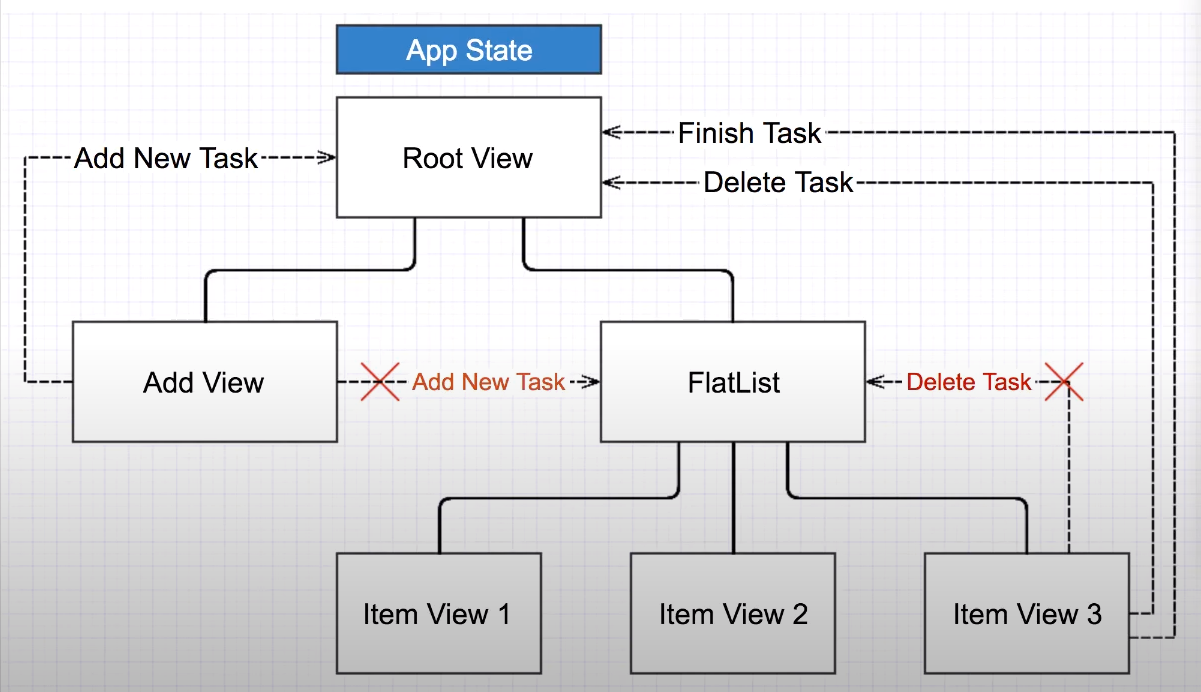 App State
Root View
Add New Task
Finish Task
Delete Task
Add View
Add New Task
FlatList
Delete Task
Item View 1
Item View 2
Item View 3